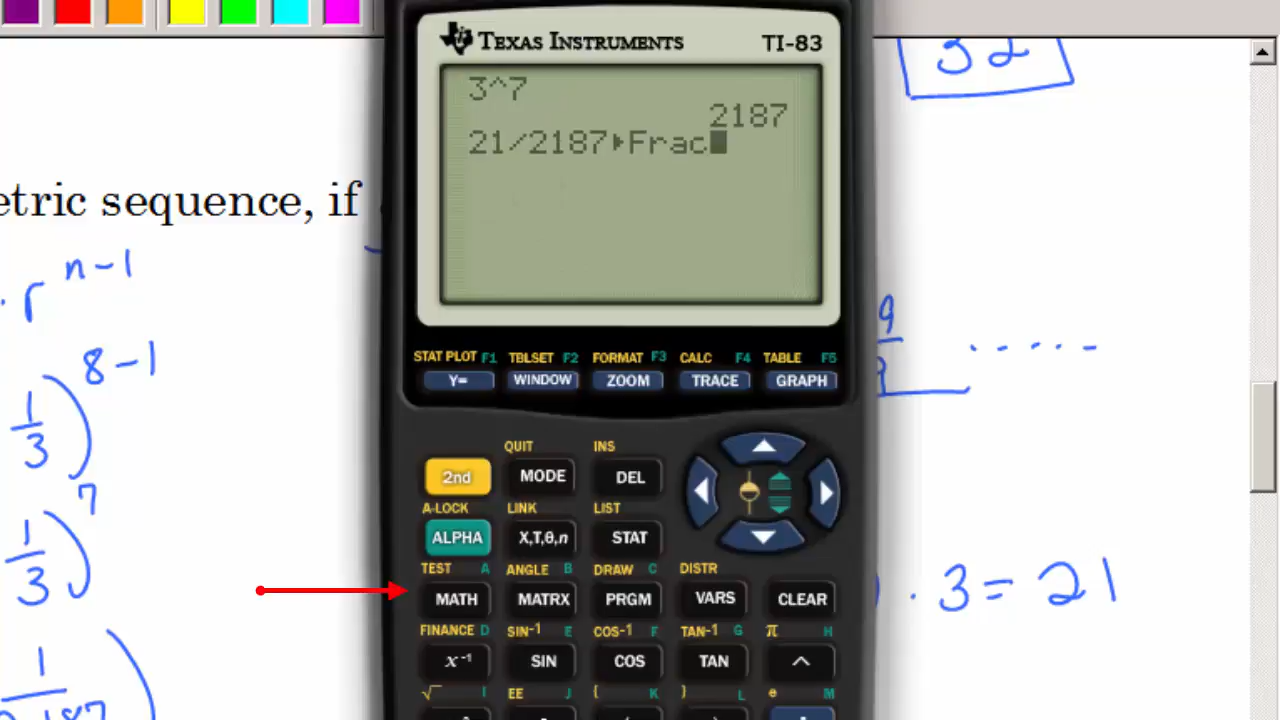 32
TEXAS INSTRUMENTS TI-83
3^7
2187
21/2187▸Frac
etric sequence, if
· r^(n-1)
1/3)^(8-1)
1/3)^7
1
187
9
.....
· 3 = 21
STAT PLOT F1 TBLSET F2 FORMAT F3 CALC F4 TABLE F5
Y= WINDOW ZOOM TRACE GRAPH
QUIT INS
2nd MODE DEL
A-LOCK LINK LIST
ALPHA X,T,θ,n STAT
TEST A ANGLE B DRAW C DISTR
MATH MATRX PRGM VARS CLEAR
FINANCE D SIN⁻¹ E COS⁻¹ F TAN⁻¹ G π H
x⁻¹ SIN COS TAN ^
√ I EE J { K } L e M